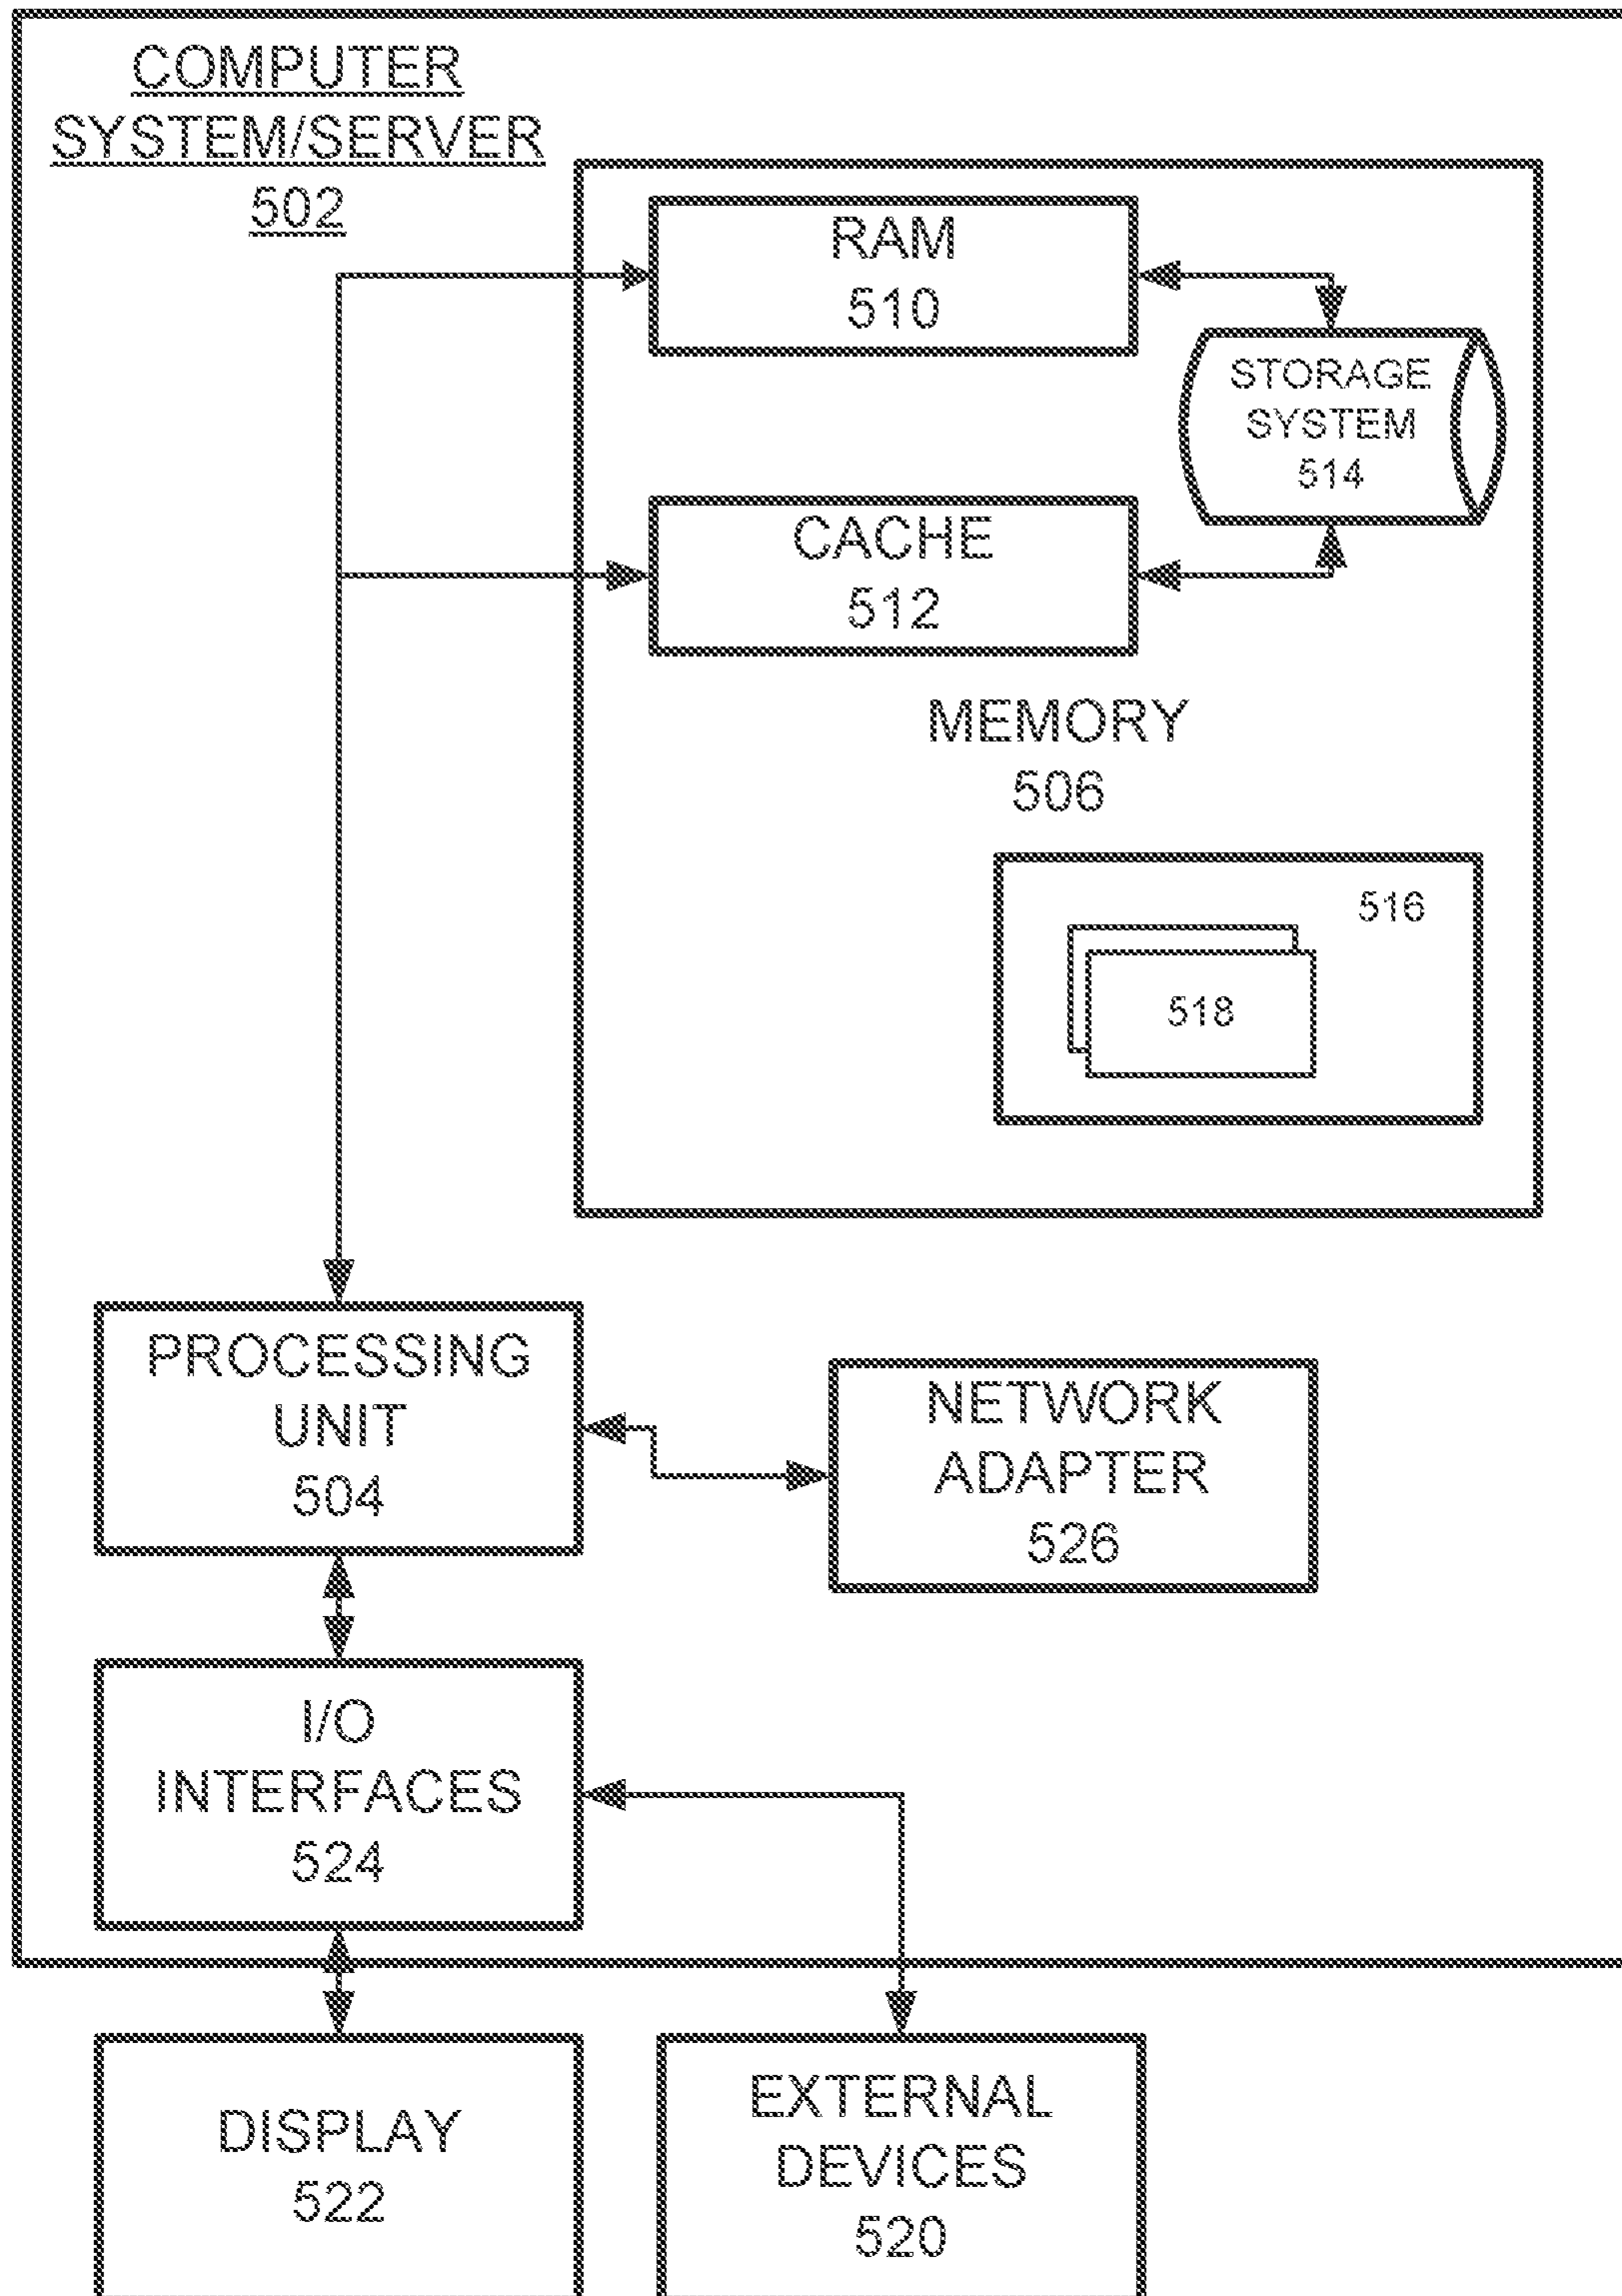 COMPUTER
SYSTEM/SERVER
502
RAM
510
STORAGE
SYSTEM
514
CACHE
512
MEMORY
506
516
518
PROCESSING
UNIT
504
NETWORK
ADAPTER
526
I/O
INTERFACES
524
DISPLAY
522
EXTERNAL
DEVICES
520